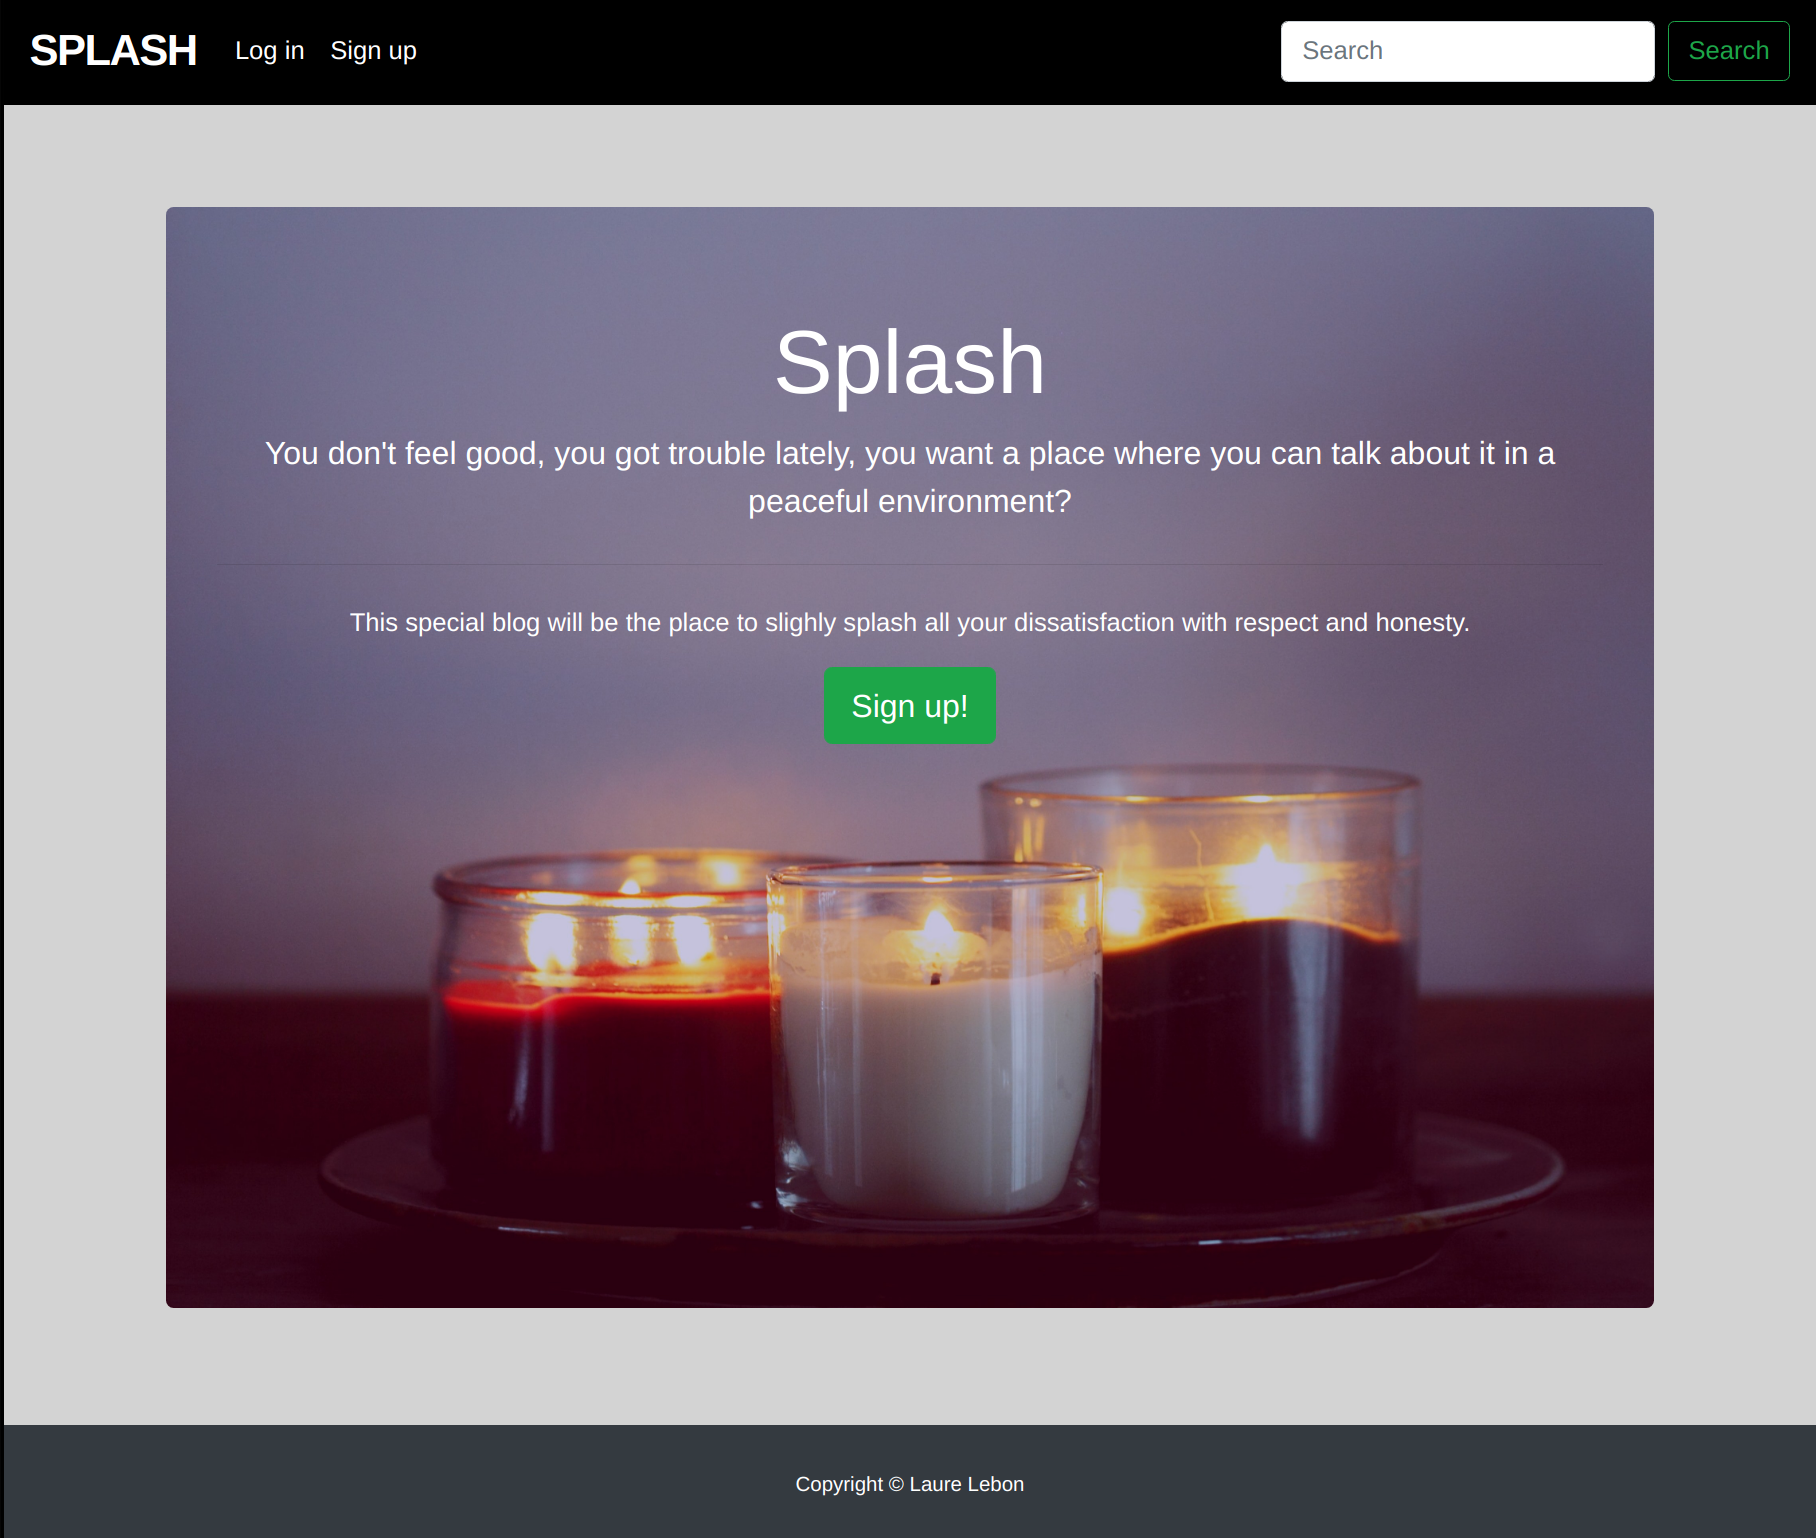 SPLASH Log in Sign up Search Search
Splash
You don't feel good, you got trouble lately, you want a place where you can talk about it in a
peaceful environment?
This special blog will be the place to slighly splash all your dissatisfaction with respect and honesty.
Sign up!
Copyright © Laure Lebon